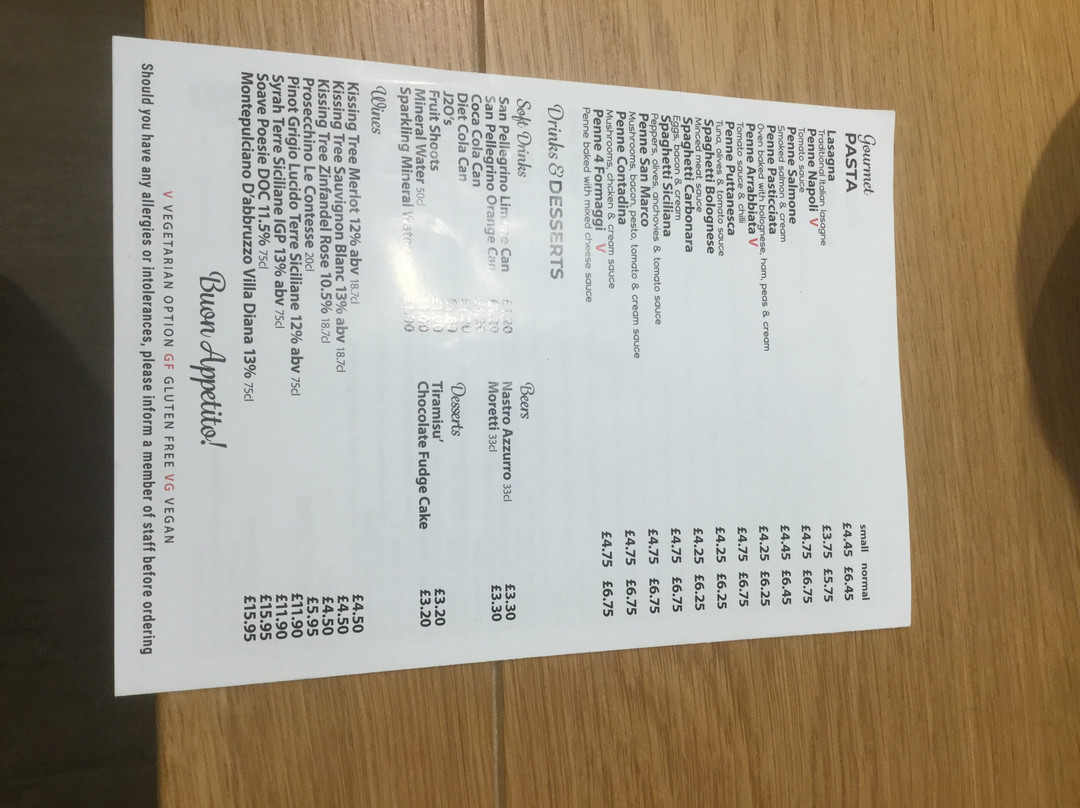 Gourmet
PASTA small normal
Lasagna £4.45 £6.45
Traditional Italian lasagne
Penne Napoli V £3.75 £5.75
Tomato sauce
Penne Salmone £4.75 £6.75
Smoked salmon & cream
Penne Pasticciata £4.45 £6.45
Oven baked with bolognese, ham, peas & cream
Penne Arrabbiata V £4.25 £6.25
Tomato sauce & chilli
Penne Puttanesca £4.75 £6.75
Tuna, olives & tomato sauce
Spaghetti Bolognese £4.25 £6.25
Minced meat sauce
Spaghetti Carbonara £4.25 £6.25
Eggs, bacon & cream
Spaghetti Siciliana £4.75 £6.75
Peppers, olives, anchovies & tomato sauce
Penne San Marco £4.75 £6.75
Mushrooms, bacon, pesto, tomato & cream sauce
Penne Contadina £4.75 £6.75
Mushrooms, chicken & cream sauce
Penne 4 Formaggi V £4.75 £6.75
Penne baked with mixed cheese sauce
Drinks & DESSERTS
Soft Drinks
San Pellegrino Can
San Pellegrino Orange Can
Coca Cola Can
Diet Cola Can
J2O's
Fruit Shoots
Mineral Water 50cl
Sparkling Mineral Water
Beers
Nastro Azzurro 33cl £3.30
Moretti 33cl £3.30
Desserts
Tiramisu' £3.20
Chocolate Fudge Cake £3.20
Wines
Kissing Tree Merlot 12% abv 18.7cl £4.50
Kissing Tree Sauvignon Blanc 13% abv 18.7cl £4.50
Kissing Tree Zinfandel Rose 10.5% 18.7cl £4.50
Prosecchino Le Contesse 20cl £5.95
Pinot Grigio Lucido Terre Siciliane 12% abv 75cl £11.90
Syrah Terre Siciliane IGP 13% abv 75cl £11.90
Soave Poesie DOC 11.5% 75cl £15.95
Montepulciano D'abbruzzo Villa Diana 13% 75cl £15.95
Buon Appetito!
V VEGETARIAN OPTION GF GLUTEN FREE VG VEGAN
Should you have any allergies or intolerances, please inform a member of staff before ordering